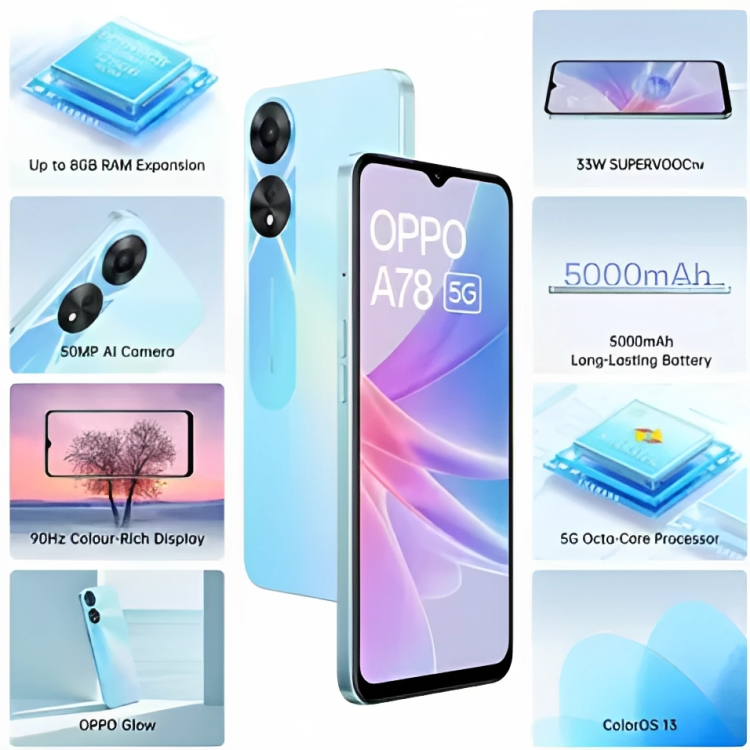 Up to 8GB RAM Expansion
50MP AI Camera
90Hz Colour-Rich Display
OPPO Glow
OPPO
A78 5G
33W SUPERVOOCTM
5000mAh
5000mAh
Long-Lasting Battery
5G Octa-Core Processor
ColorOS 13